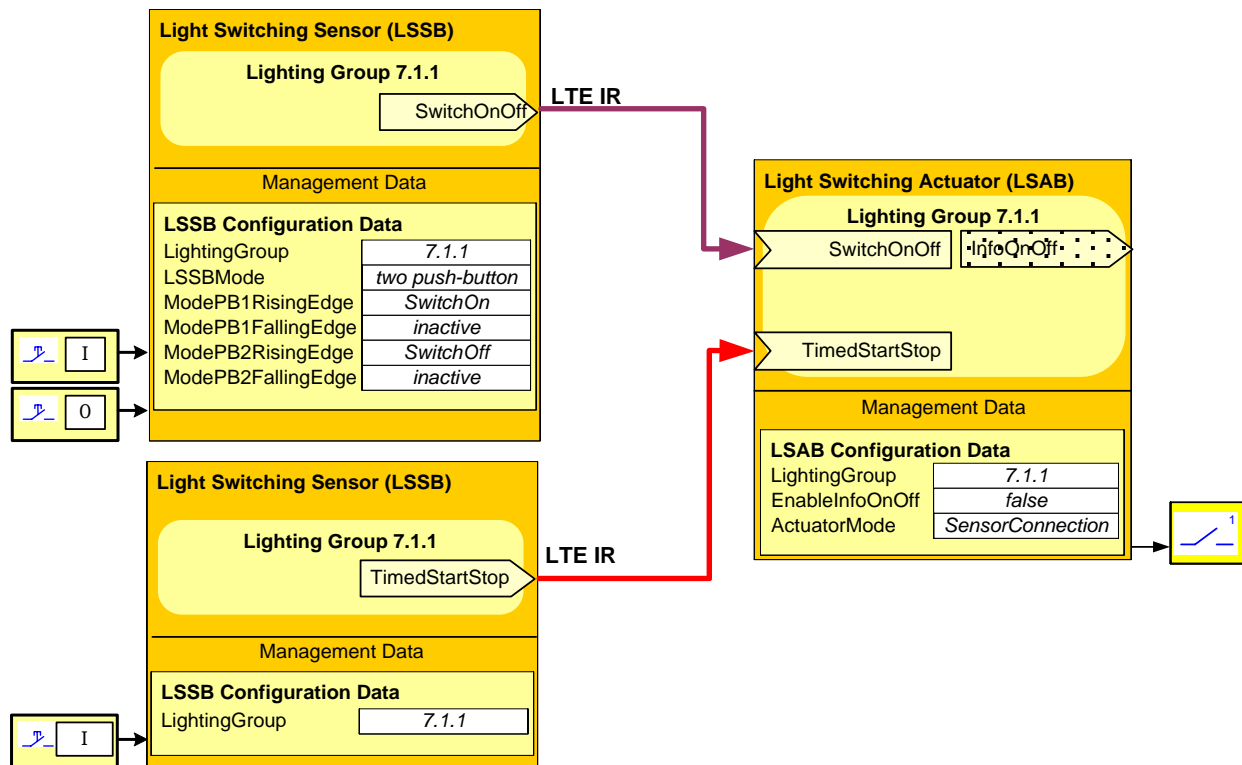 Light Switching Sensor (LSSB)
Lighting Group 7.1.1
SwitchOnOff
LTE IR
Management Data
LSSB Configuration Data
LightingGroup 7.1.1
LSSBMode two push-button
ModePB1RisingEdge SwitchOn
ModePB1FallingEdge inactive
ModePB2RisingEdge SwitchOff
ModePB2FallingEdge inactive
I
0
Light Switching Actuator (LSAB)
Lighting Group 7.1.1
SwitchOnOff InfoOnOff
TimedStartStop
Management Data
LSAB Configuration Data
LightingGroup 7.1.1
EnableInfoOnOff false
ActuatorMode SensorConnection
1
Light Switching Sensor (LSSB)
Lighting Group 7.1.1
TimedStartStop
LTE IR
Management Data
LSSB Configuration Data
LightingGroup 7.1.1
I